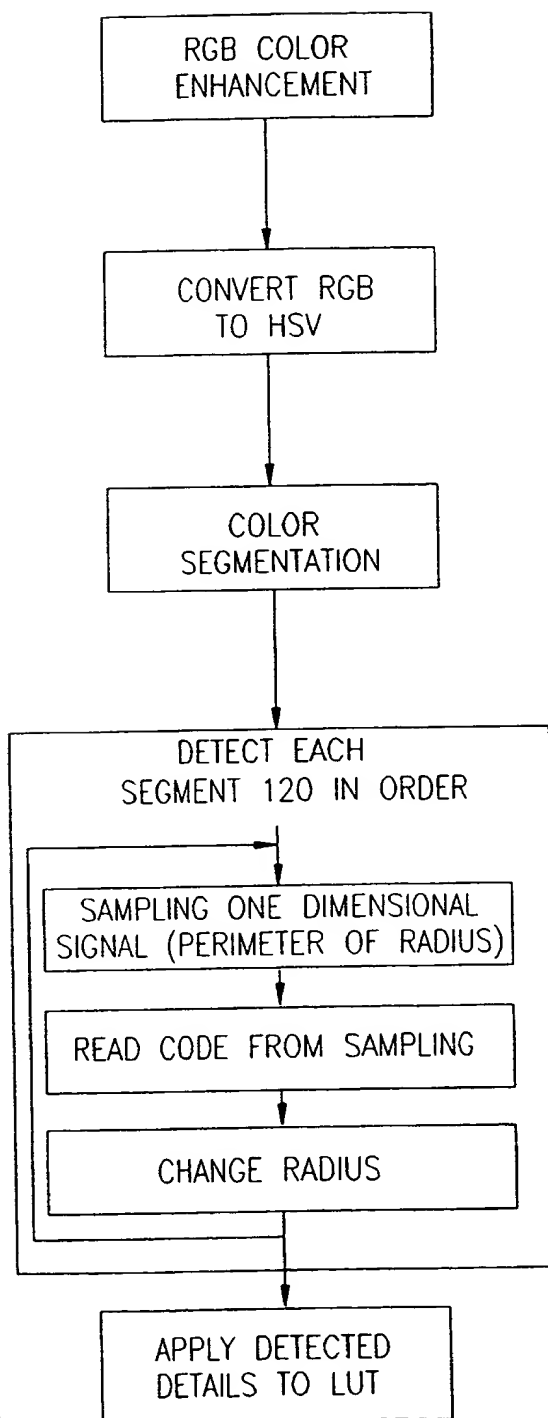 RGB COLOR
ENHANCEMENT
CONVERT RGB
TO HSV
COLOR
SEGMENTATION
DETECT EACH
SEGMENT 120 IN ORDER
SAMPLING ONE DIMENSIONAL
SIGNAL (PERIMETER OF RADIUS)
READ CODE FROM SAMPLING
CHANGE RADIUS
APPLY DETECTED
DETAILS TO LUT